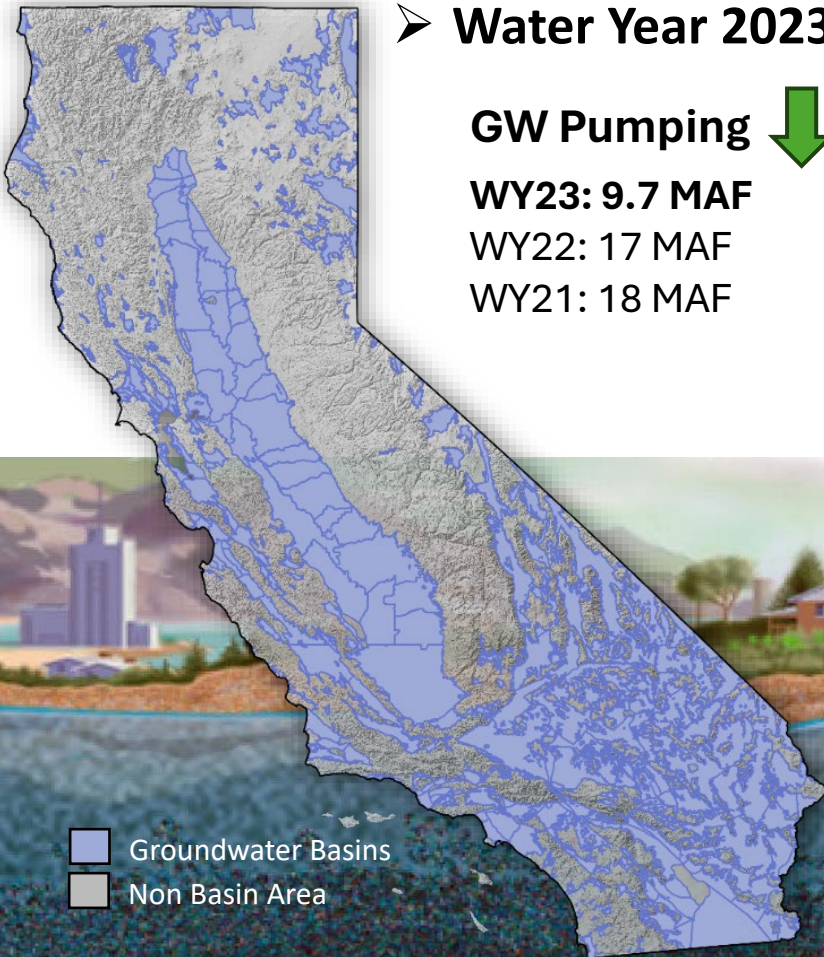 ➢ Water Year 2023
GW Pumping
WY23: 9.7 MAF
WY22: 17 MAF
WY21: 18 MAF
Groundwater Basins
Non Basin Area